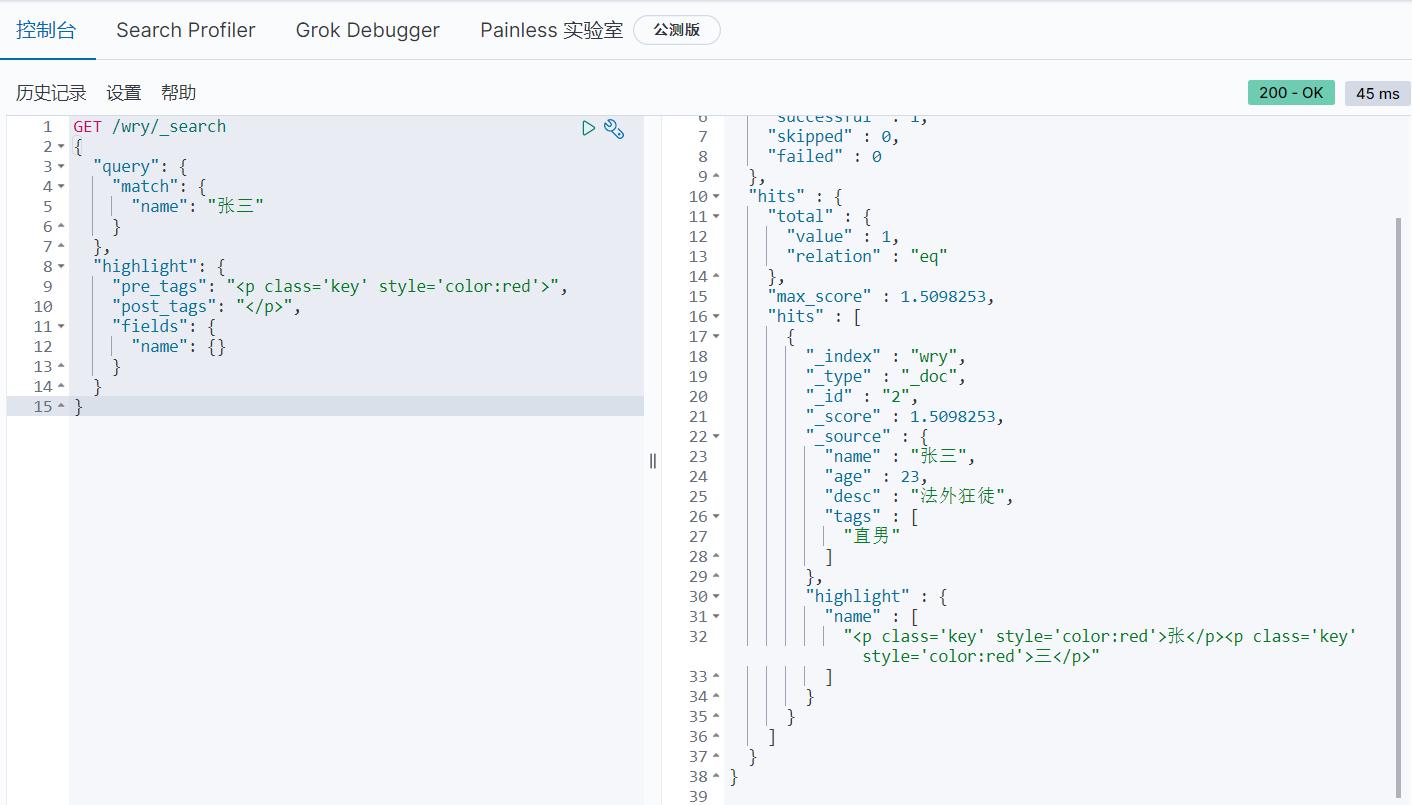 控制台 Search Profiler Grok Debugger Painless 实验室 公测版
历史记录 设置 帮助 200 - OK 45 ms
1 GET /wry/_search
2 {
3 "query": {
4 "match": {
5 "name": "张三"
6 }
7 },
8 "highlight": {
9 "pre_tags": "<p class='key' style='color:red'>",
10 "post_tags": "</p>",
11 "fields": {
12 "name": {}
13 }
14 }
15 }
6 "successful" : 1,
7 "skipped" : 0,
8 "failed" : 0
9 },
10 "hits" : {
11 "total" : {
12 "value" : 1,
13 "relation" : "eq"
14 },
15 "max_score" : 1.5098253,
16 "hits" : [
17 {
18 "_index" : "wry",
19 "_type" : "_doc",
20 "_id" : "2",
21 "_score" : 1.5098253,
22 "_source" : {
23 "name" : "张三",
24 "age" : 23,
25 "desc" : "法外狂徒",
26 "tags" : [
27 "直男"
28 ]
29 },
30 "highlight" : {
31 "name" : [
32 "<p class='key' style='color:red'>张</p><p class='key'
style='color:red'>三</p>"
33 ]
34 }
35 }
36 ]
37 }
38 }
39